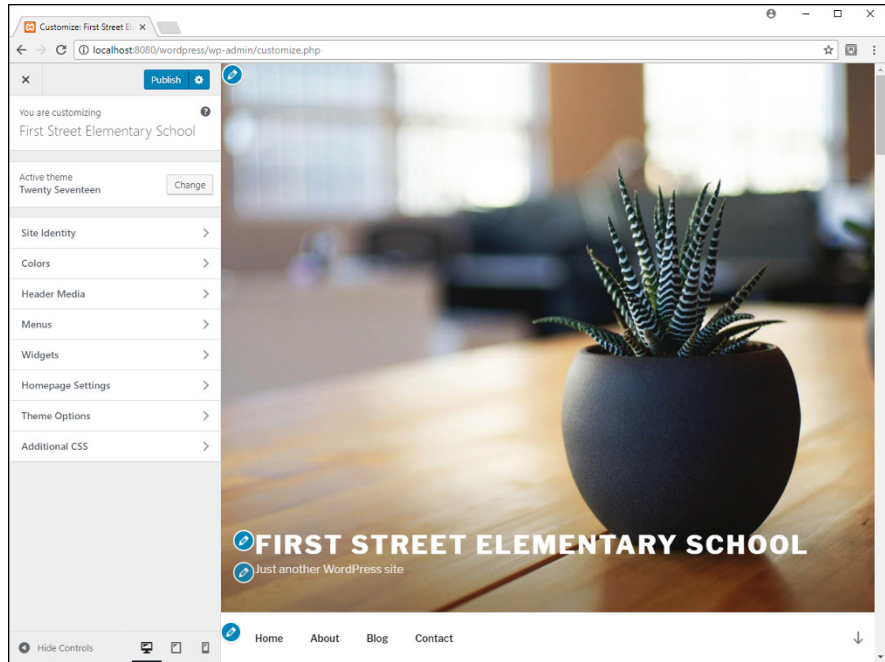 Customize: First Street El
localhost:8080/wordpress/wp-admin/customize.php
Publish
You are customizing
First Street Elementary School
Active theme
Twenty Seventeen
Change
Site Identity
Colors
Header Media
Menus
Widgets
Homepage Settings
Theme Options
Additional CSS
Hide Controls
FIRST STREET ELEMENTARY SCHOOL
Just another WordPress site
Home About Blog Contact